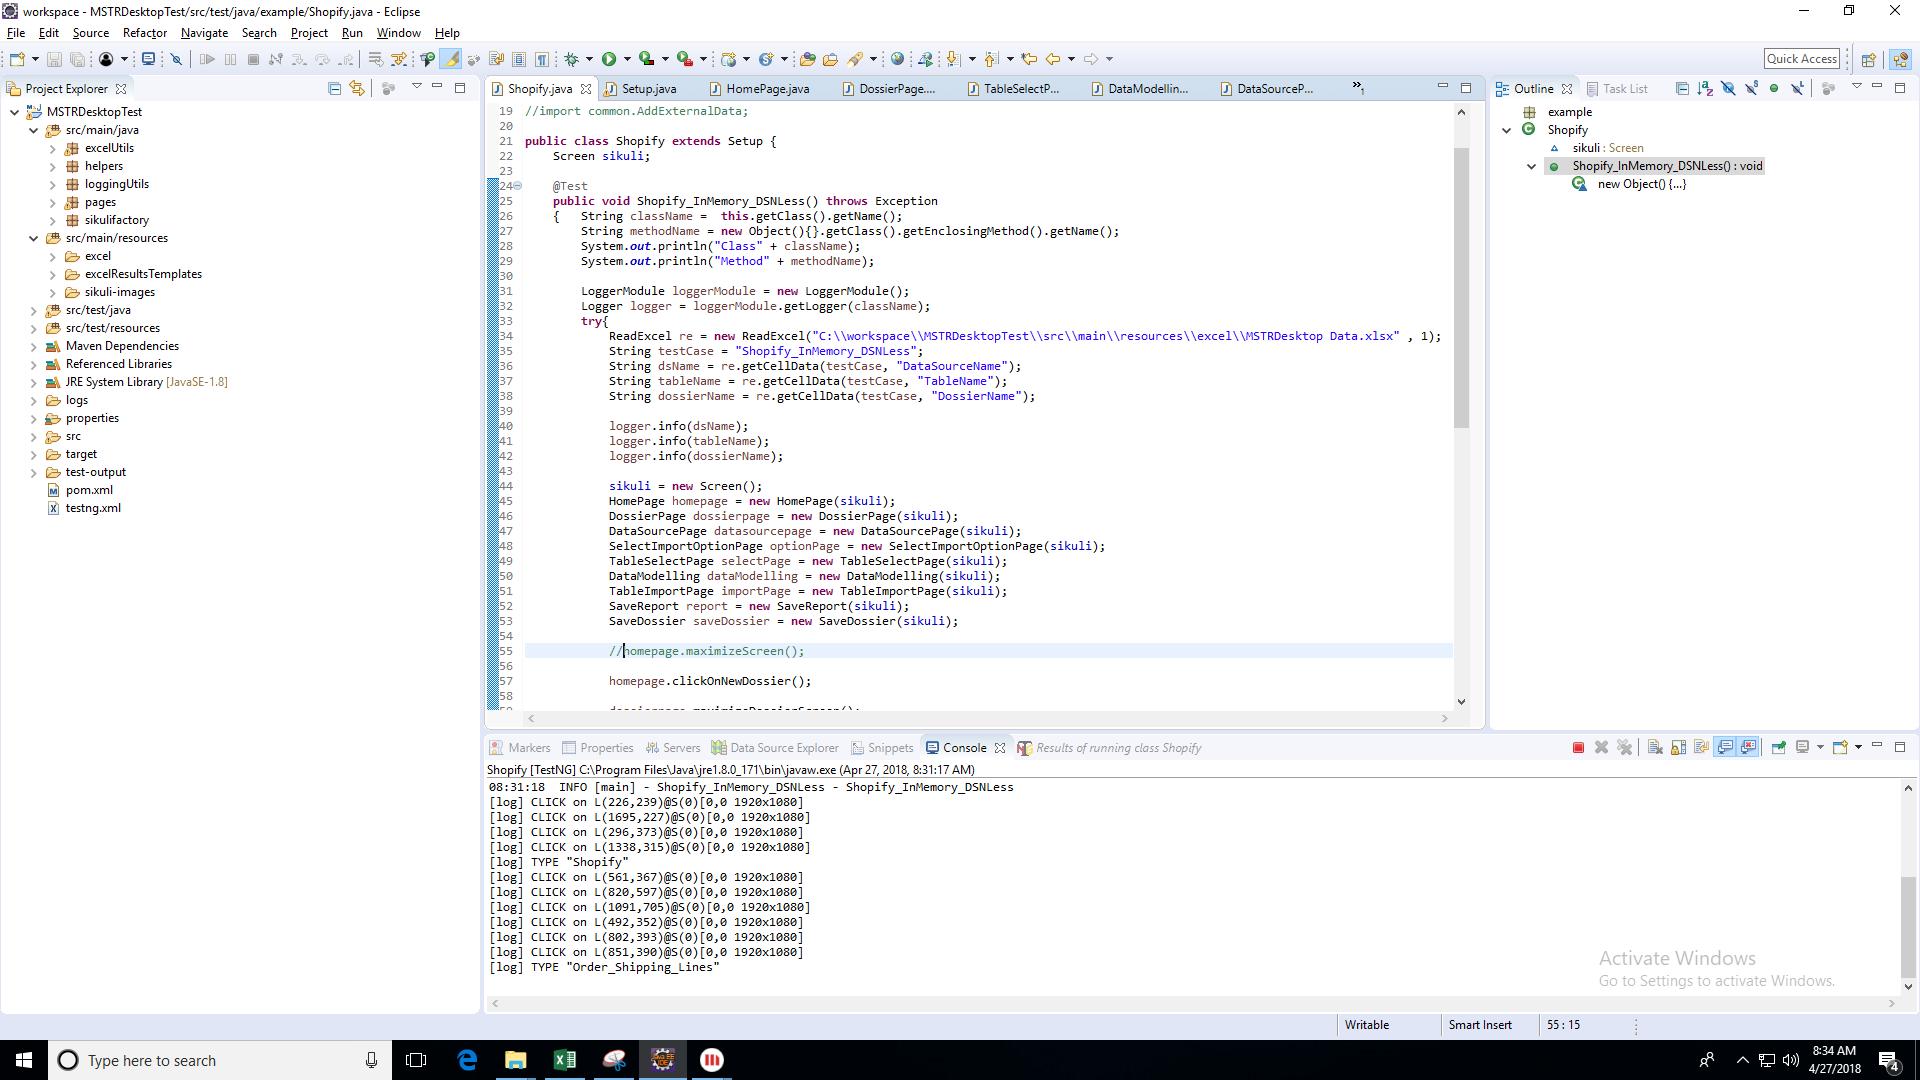 workspace - MSTRDesktopTest/src/test/java/example/Shopify.java - Eclipse
File Edit Source Refactor Navigate Search Project Run Window Help
Quick Access
Project Explorer
MSTRDesktopTest
src/main/java
excelUtils
helpers
loggingUtils
pages
sikulifactory
src/main/resources
excel
excelResultsTemplates
sikuli-images
src/test/java
src/test/resources
Maven Dependencies
Referenced Libraries
JRE System Library [JavaSE-1.8]
logs
properties
src
target
test-output
pom.xml
testng.xml
Shopify.java Setup.java HomePage.java DossierPage.... TableSelectP... DataModellin... DataSourceP... »1
19 //import common.AddExternalData;
20
21 public class Shopify extends Setup {
22 Screen sikuli;
23
24 @Test
25 public void Shopify_InMemory_DSNLess() throws Exception
26 { String className = this.getClass().getName();
27 String methodName = new Object(){}.getClass().getEnclosingMethod().getName();
28 System.out.println("Class" + className);
29 System.out.println("Method" + methodName);
30
31 LoggerModule loggerModule = new LoggerModule();
32 Logger logger = loggerModule.getLogger(className);
33 try{
34 ReadExcel re = new ReadExcel("C:\\workspace\\MSTRDesktopTest\\src\\main\\resources\\excel\\MSTRDesktop Data.xlsx" , 1);
35 String testCase = "Shopify_InMemory_DSNLess";
36 String dsName = re.getCellData(testCase, "DataSourceName");
37 String tableName = re.getCellData(testCase, "TableName");
38 String dossierName = re.getCellData(testCase, "DossierName");
39
40 logger.info(dsName);
41 logger.info(tableName);
42 logger.info(dossierName);
43
44 sikuli = new Screen();
45 HomePage homepage = new HomePage(sikuli);
46 DossierPage dossierpage = new DossierPage(sikuli);
47 DataSourcePage datasourcepage = new DataSourcePage(sikuli);
48 SelectImportOptionPage optionPage = new SelectImportOptionPage(sikuli);
49 TableSelectPage selectPage = new TableSelectPage(sikuli);
50 DataModelling dataModelling = new DataModelling(sikuli);
51 TableImportPage importPage = new TableImportPage(sikuli);
52 SaveReport report = new SaveReport(sikuli);
53 SaveDossier saveDossier = new SaveDossier(sikuli);
54
55 //homepage.maximizeScreen();
56
57 homepage.clickOnNewDossier();
58
Outline Task List
example
Shopify
sikuli : Screen
Shopify_InMemory_DSNLess() : void
new Object() {...}
Markers Properties Servers Data Source Explorer Snippets Console Results of running class Shopify
Shopify [TestNG] C:\Program Files\Java\jre1.8.0_171\bin\javaw.exe (Apr 27, 2018, 8:31:17 AM)
08:31:18 INFO [main] - Shopify_InMemory_DSNLess - Shopify_InMemory_DSNLess
[log] CLICK on L(226,239)@S(0)[0,0 1920x1080]
[log] CLICK on L(1695,227)@S(0)[0,0 1920x1080]
[log] CLICK on L(296,373)@S(0)[0,0 1920x1080]
[log] CLICK on L(1338,315)@S(0)[0,0 1920x1080]
[log] TYPE "Shopify"
[log] CLICK on L(561,367)@S(0)[0,0 1920x1080]
[log] CLICK on L(820,597)@S(0)[0,0 1920x1080]
[log] CLICK on L(1091,705)@S(0)[0,0 1920x1080]
[log] CLICK on L(492,352)@S(0)[0,0 1920x1080]
[log] CLICK on L(802,393)@S(0)[0,0 1920x1080]
[log] CLICK on L(851,390)@S(0)[0,0 1920x1080]
[log] TYPE "Order_Shipping_Lines"
Activate Windows
Go to Settings to activate Windows.
Writable Smart Insert 55 : 15
Type here to search
8:34 AM
4/27/2018
4